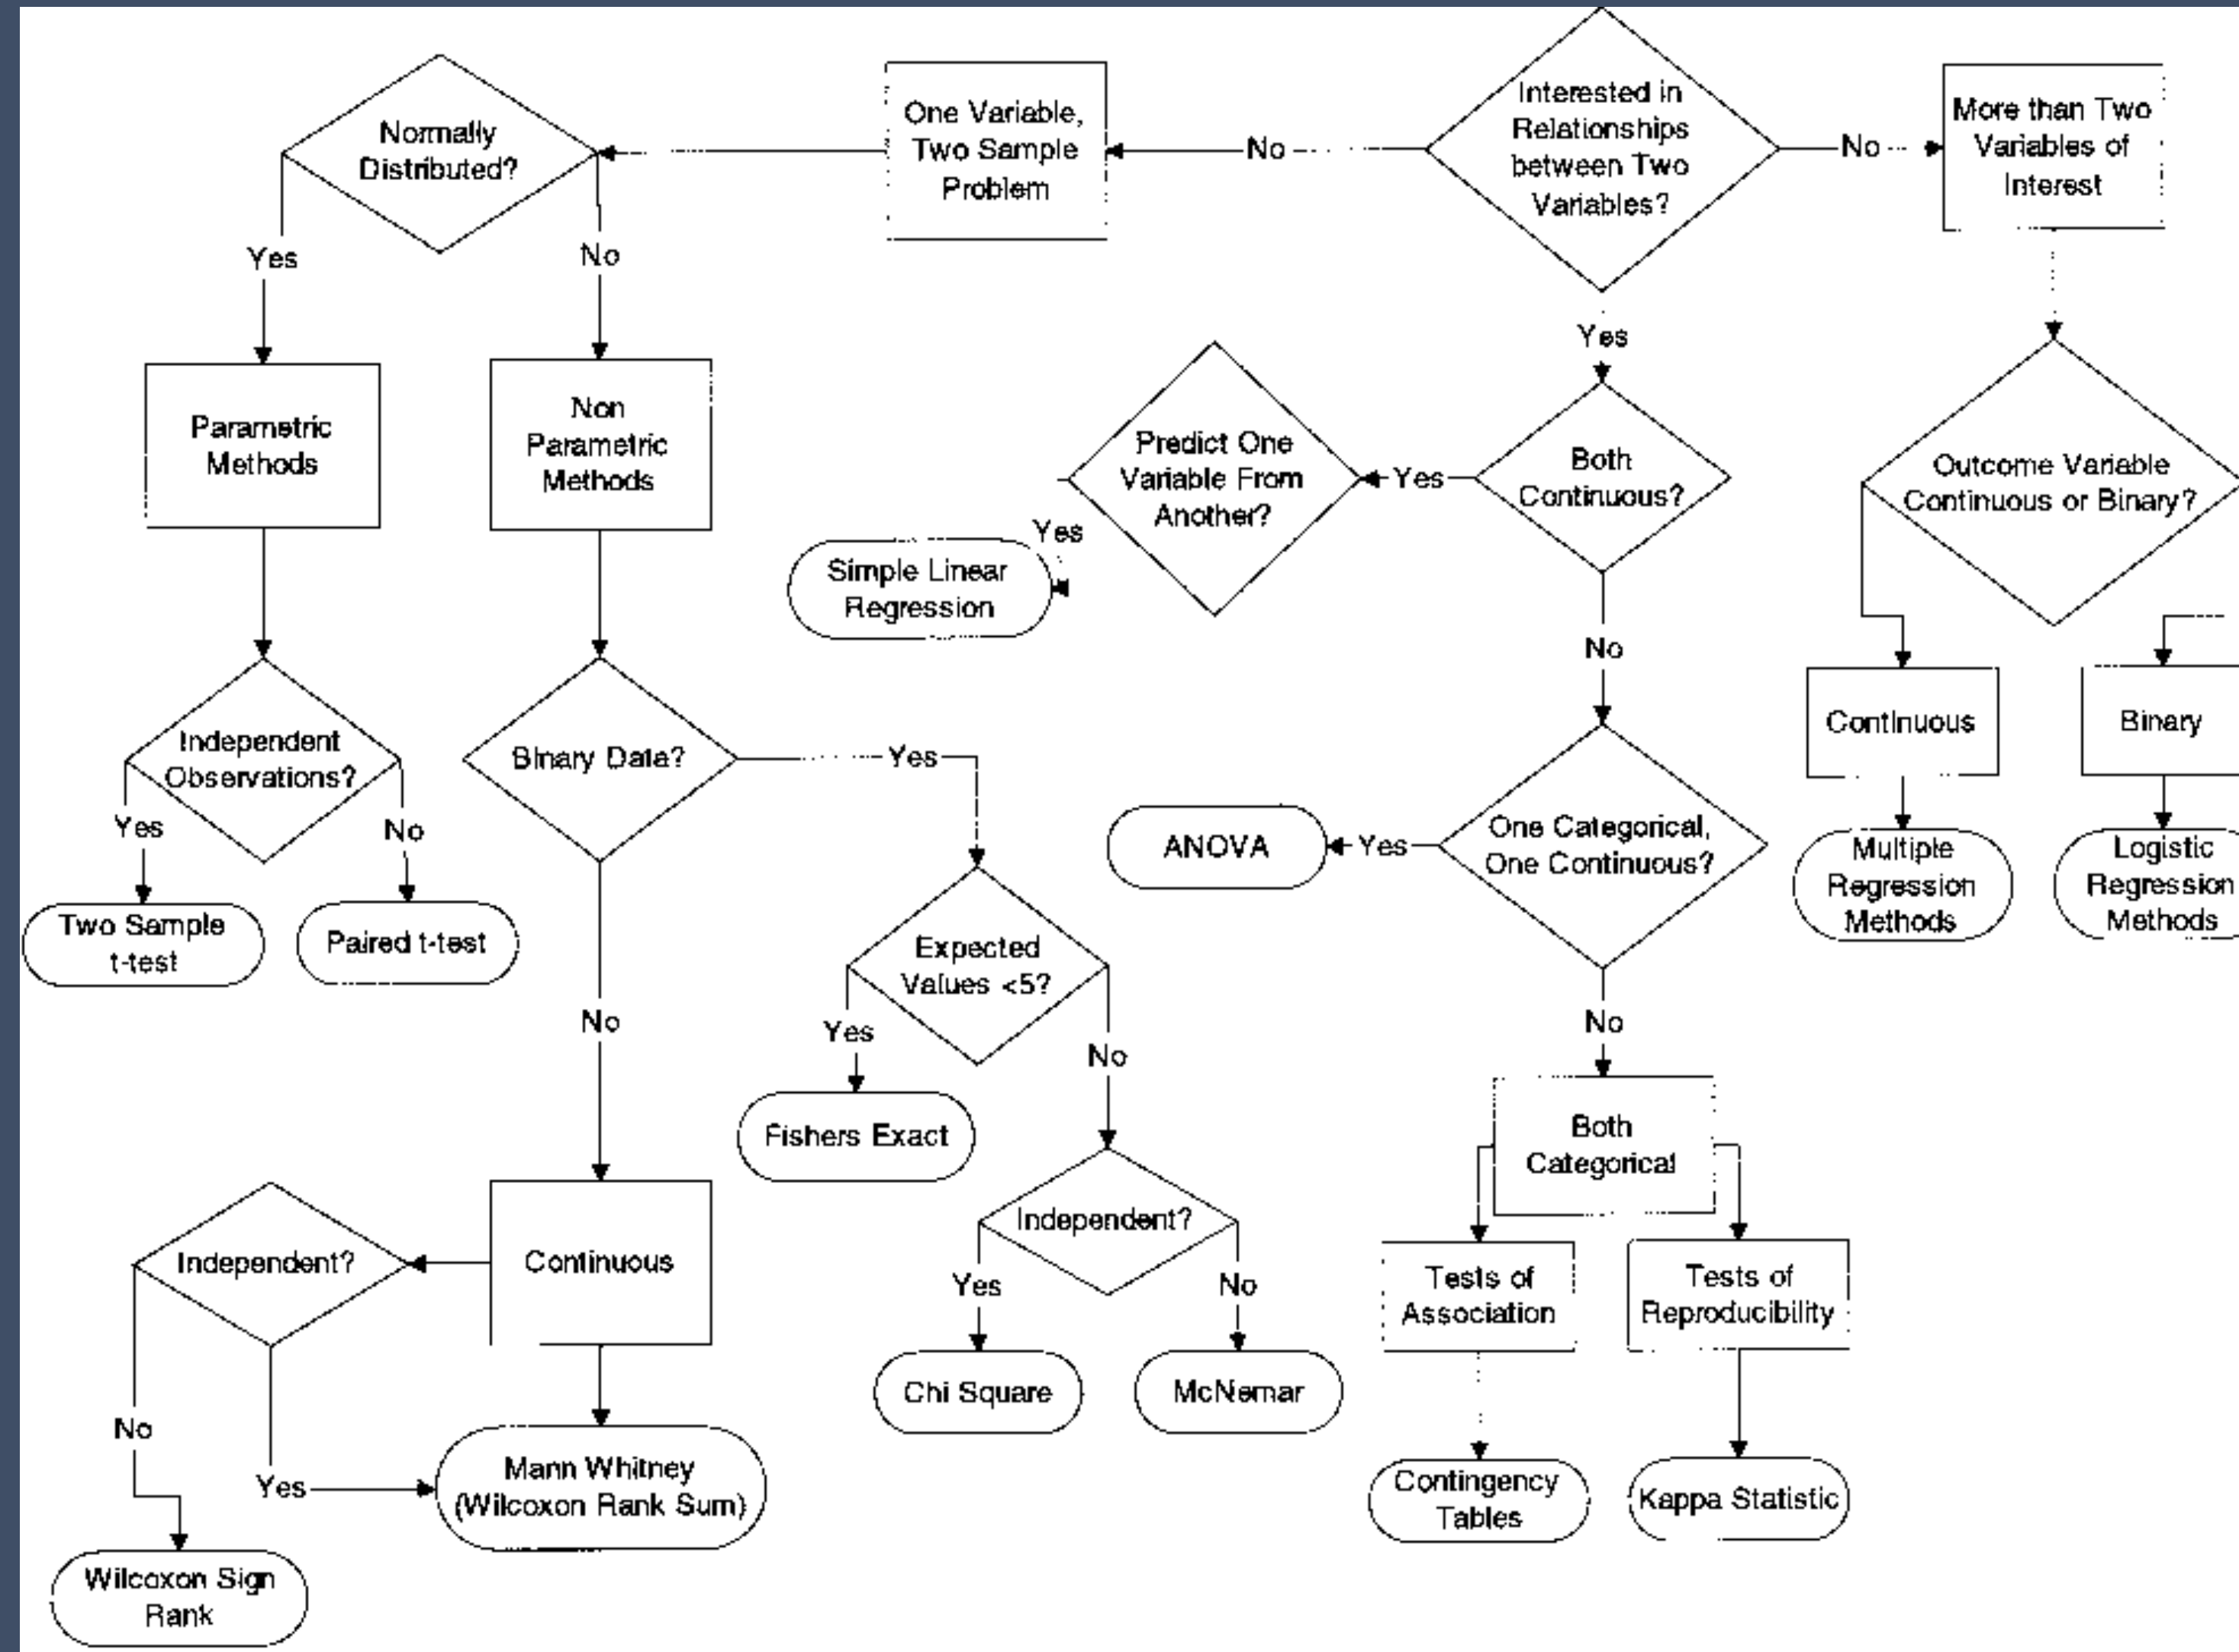 Interested in
Relationships
between Two
Variables?
No
One Variable,
Two Sample
Problem
No
More than Two
Variables of
Interest
Normally
Distributed?
Yes
No
Parametric
Methods
Non
Parametric
Methods
Yes
Both
Continuous?
Yes
Predict One
Variable From
Another?
Yes
Simple Linear
Regression
Outcome Variable
Continuous or Binary?
No
Continuous
Binary
Multiple
Regression
Methods
Logistic
Regression
Methods
Independent
Observations?
Yes
No
Two Sample
t-test
Paired t-test
Binary Data?
Yes
No
Expected
Values <5?
Yes
No
Fishers Exact
Independent?
Yes
No
Chi Square
McNemar
One Categorical,
One Continuous?
Yes
ANOVA
No
Both
Categorical
Tests of
Association
Tests of
Reproducibility
Contingency
Tables
Kappa Statistic
Continuous
Independent?
No
Yes
Mann Whitney
(Wilcoxon Rank Sum)
Wilcoxon Sign
Rank